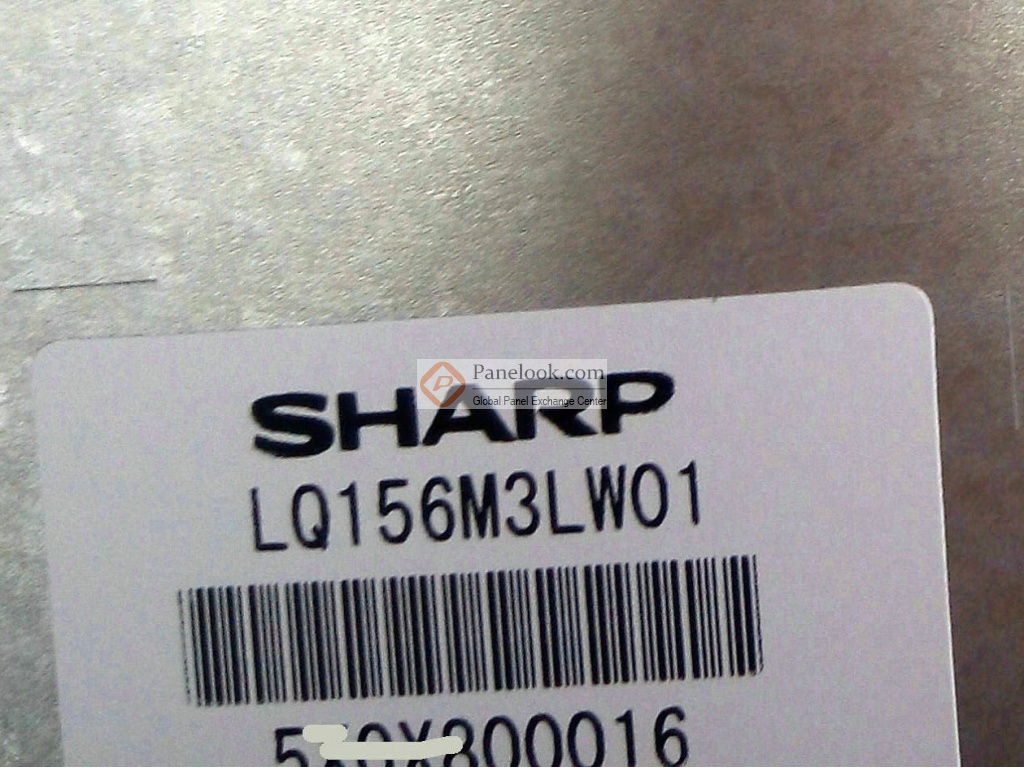 Panelook.com
Global Panel Exchange Center
SHARP
LQ156M3LW01